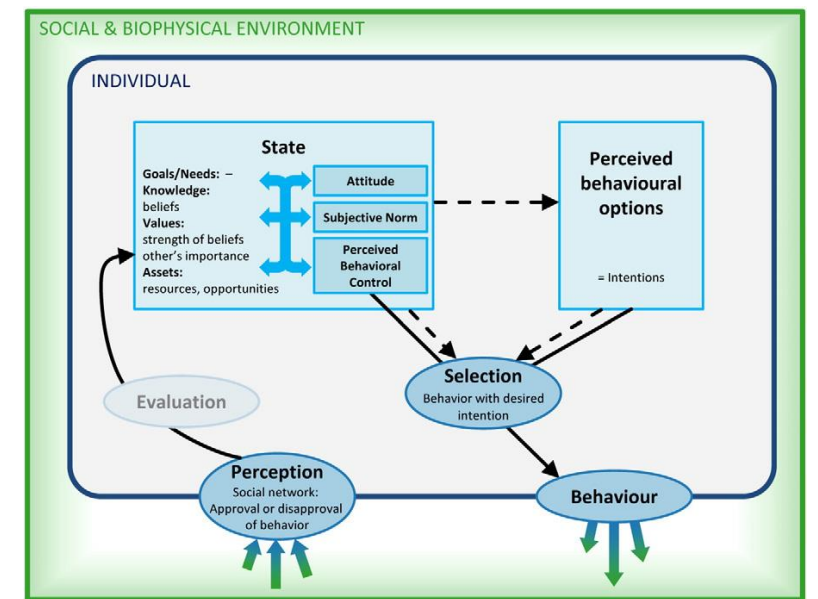 SOCIAL & BIOPHYSICAL ENVIRONMENT
INDIVIDUAL
State
Goals/Needs: –
Knowledge:
beliefs
Values:
strength of beliefs
other's importance
Assets:
resources, opportunities
Attitude
Subjective Norm
Perceived
Behavioral
Control
Perceived
behavioural
options
= Intentions
Selection
Behavior with desired
intention
Evaluation
Perception
Social network:
Approval or disapproval
of behavior
Behaviour